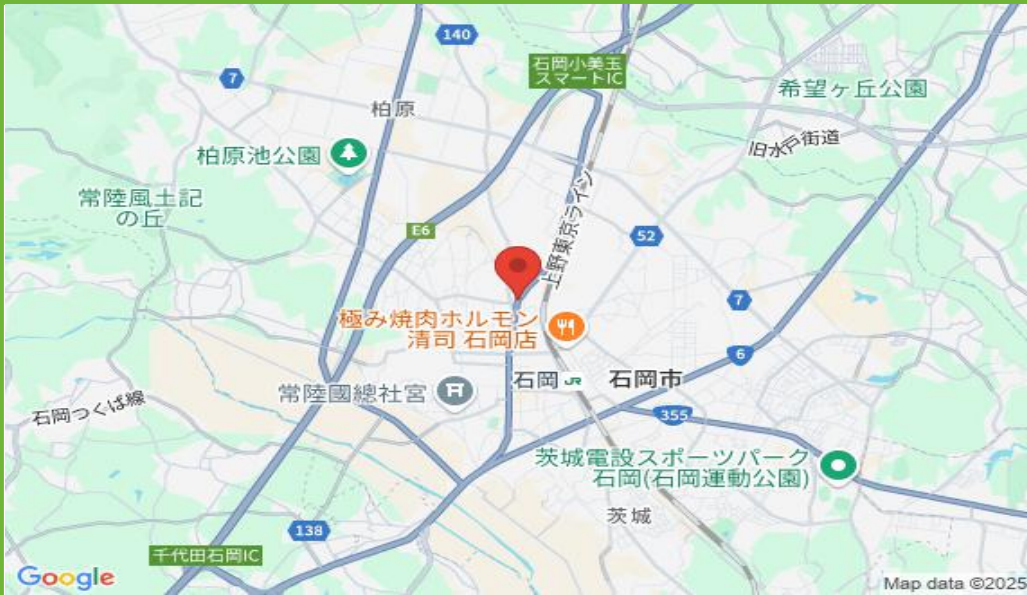 140
石岡小美玉
スマートIC
7
希望ヶ丘公園
柏原
旧水戸街道
柏原池公園
常陸風土記
の丘
上野東京ライン
E6
52
7
極み焼肉ホルモン
清司 石岡店
6
常陸國總社宮
石岡 JR
石岡市
石岡つくば線
355
茨城電設スポーツパーク
石岡(石岡運動公園)
茨城
138
千代田石岡IC
Google
Map data ©2025